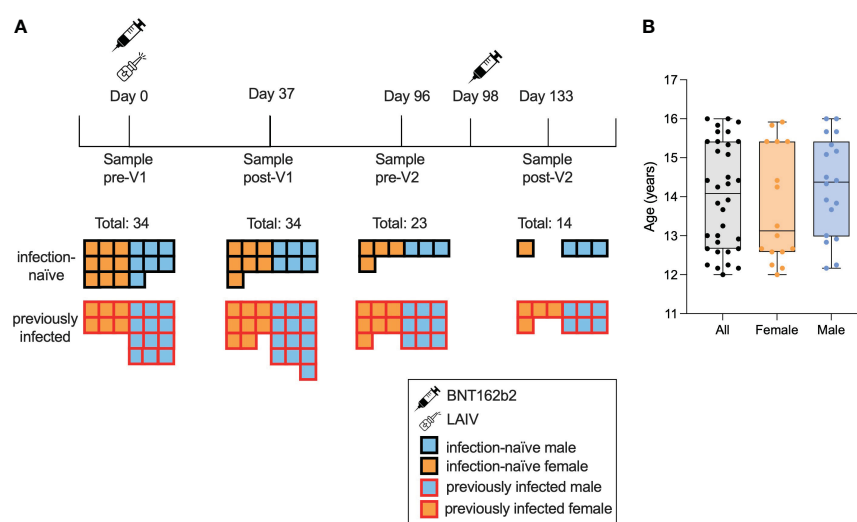 A
Day 0
Day 37
Day 96
Day 98
Day 133
Sample
pre-V1
Sample
post-V1
Sample
pre-V2
Sample
post-V2
Total: 34
Total: 34
Total: 23
Total: 14
infection-
naïve
previously
infected
BNT162b2
LAIV
infection-naïve male
infection-naïve female
previously infected male
previously infected female
B
Age (years)
17
16
15
14
13
12
11
All
Female
Male